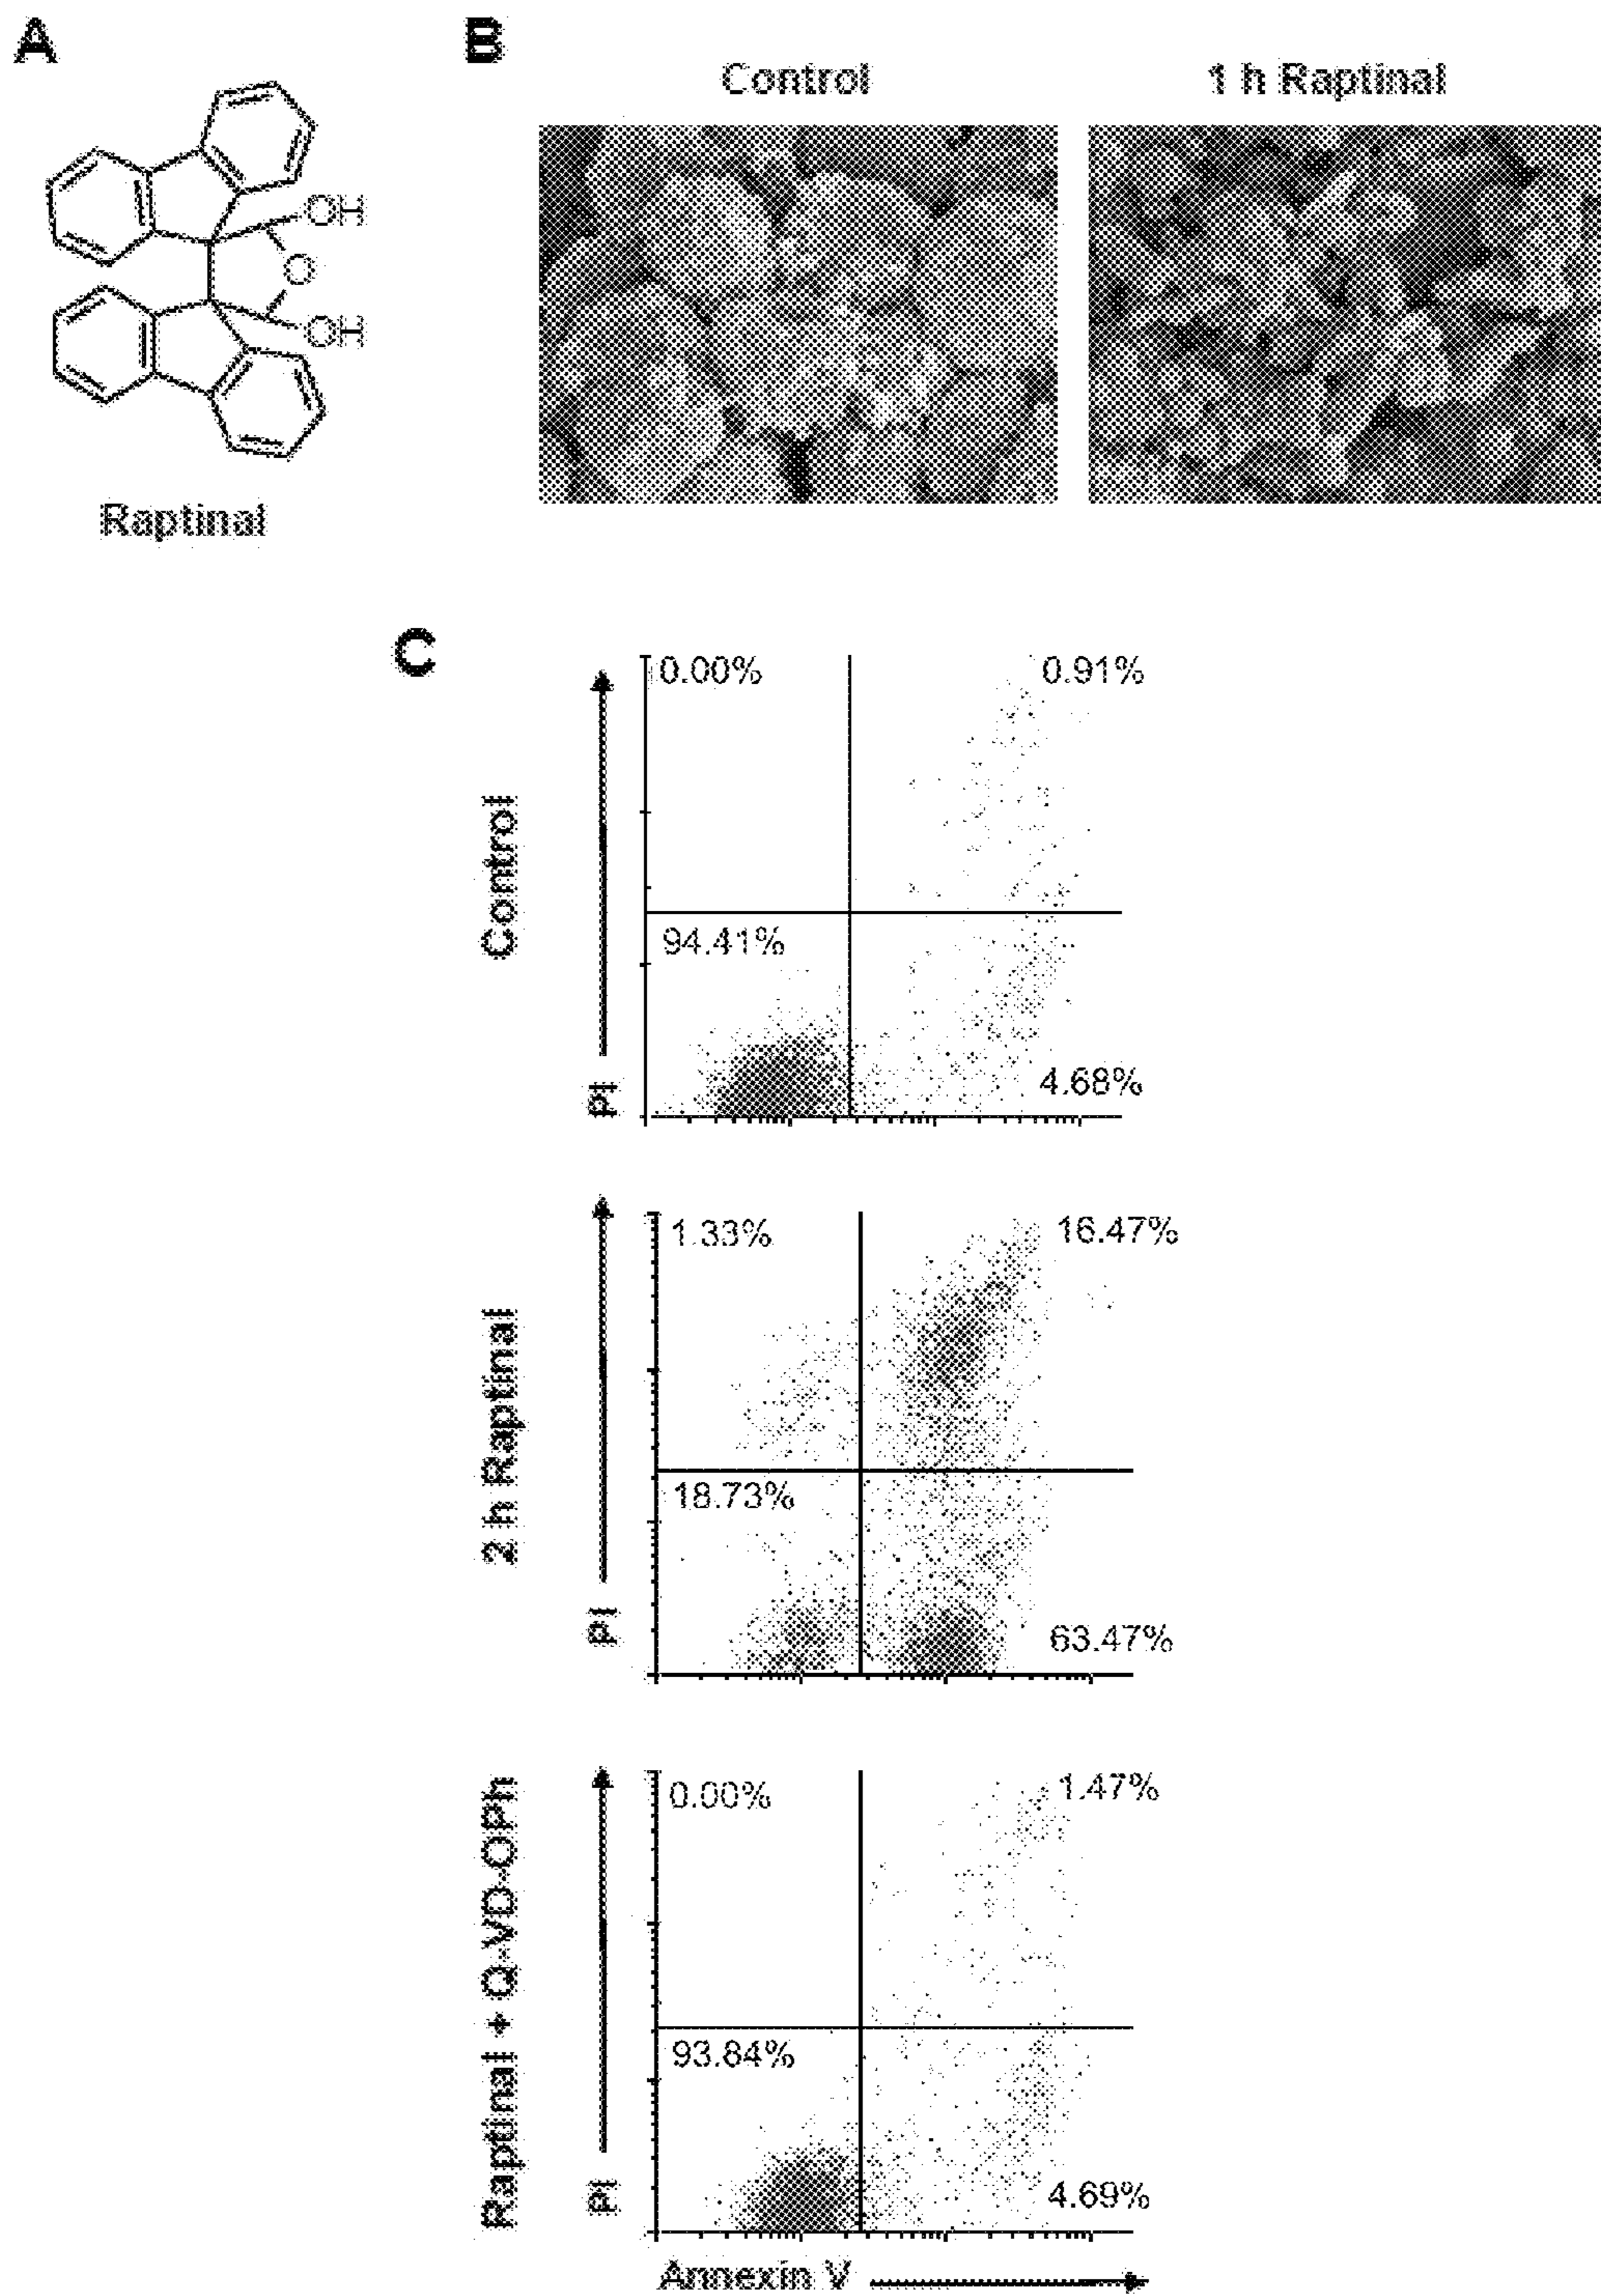 A
B
Control
1 h Raptinal
OH
O
OH
Raptinal
C
Control
PI
0.00%
0.91%
94.41%
4.68%
2 h Raptinal
PI
1.33%
16.47%
18.73%
63.47%
Raptinal + Q-VD-OPh
PI
0.00%
1.47%
93.84%
4.69%
Annexin V